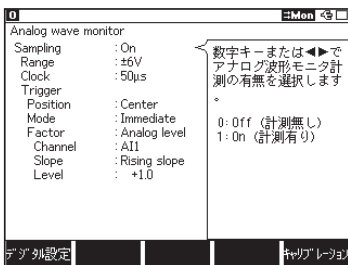 0
Mon
Analog wave monitor
Sampling : On
Range : ±6V
Clock : 50µs
Trigger
Position : Center
Mode : Immediate
Factor : Analog level
Channel : AI1
Slope : Rising slope
Level : +1.0
数字キーまたは◀▶で
アナログ波形モニタ計
測の有無を選択します
。
0: Off (計測無し)
1: On (計測有り)
デジタル設定
キャリブレーション